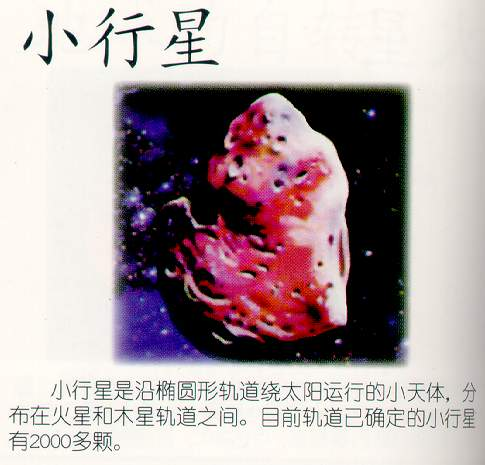 小行星
小行星是沿椭圆形轨道绕太阳运行的小天体，分
布在火星和木星轨道之间。目前轨道已确定的小行星
有2000多颗。